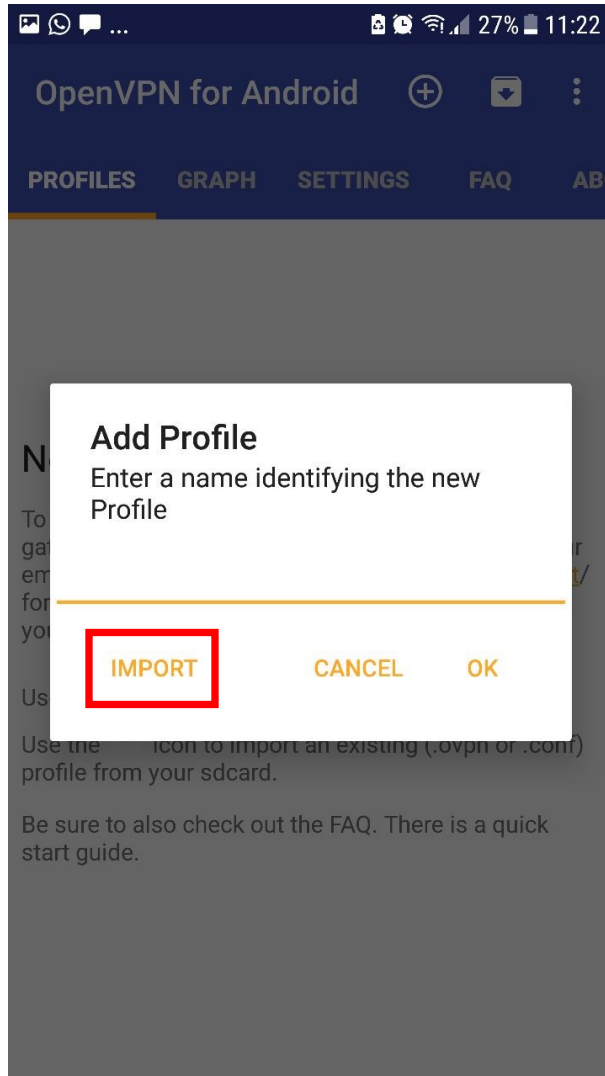 ... 27% 11:22
OpenVPN for Android
PROFILES GRAPH SETTINGS FAQ AB
Add Profile
Enter a name identifying the new
Profile
To
for
IMPORT CANCEL OK
Use the icon to import an existing (.ovpn or .conf)
profile from your sdcard.
Be sure to also check out the FAQ. There is a quick
start guide.